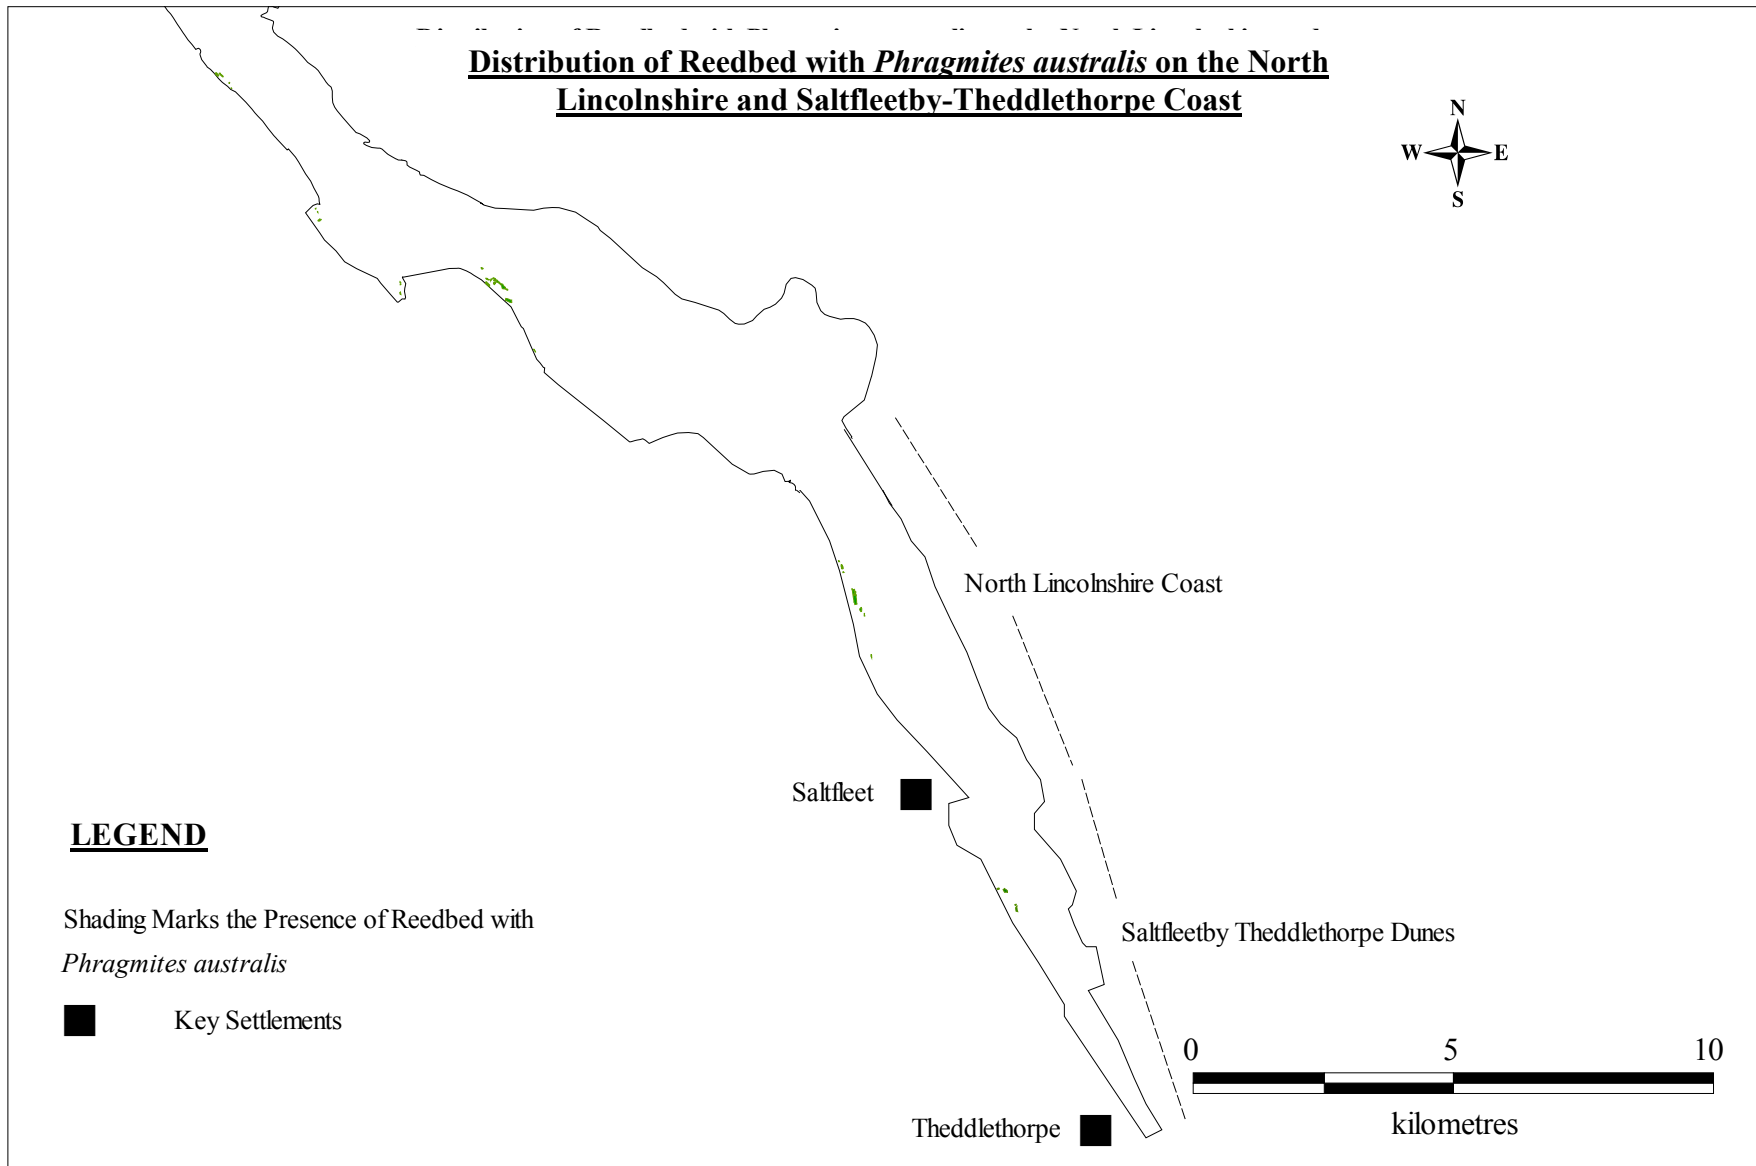 Distribution of Reedbed with Phragmites australis on the North
Lincolnshire and Saltfleetby-Theddlethorpe Coast
N
W E
S
North Lincolnshire Coast
Saltfleet
LEGEND
Shading Marks the Presence of Reedbed with
Phragmites australis
Key Settlements
Saltfleetby Theddlethorpe Dunes
0 5 10
kilometres
Theddlethorpe